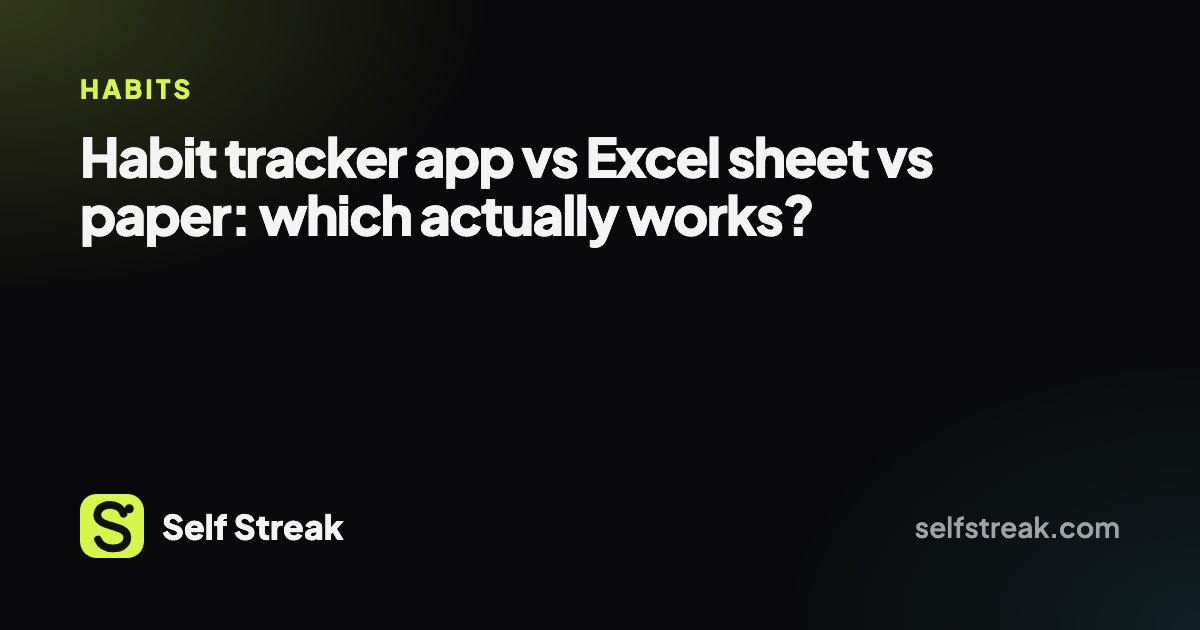 HABITS
Habit tracker app vs Excel sheet vs
paper: which actually works?
Self Streak
selfstreak.com